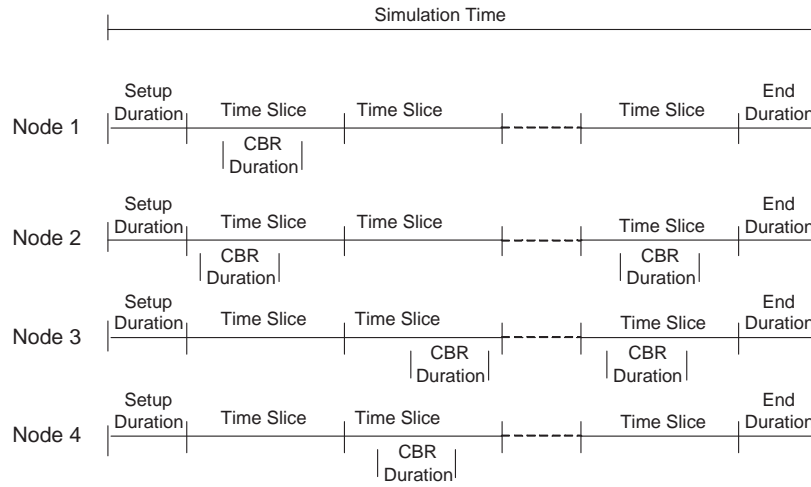 Simulation Time
Setup
Duration
Time Slice
Time Slice
Time Slice
End
Duration
Node 1
CBR
Duration
Setup
Duration
Time Slice
Time Slice
Time Slice
End
Duration
Node 2
CBR
Duration
CBR
Duration
Setup
Duration
Time Slice
Time Slice
Time Slice
End
Duration
Node 3
CBR
Duration
CBR
Duration
Setup
Duration
Time Slice
Time Slice
Time Slice
End
Duration
Node 4
CBR
Duration